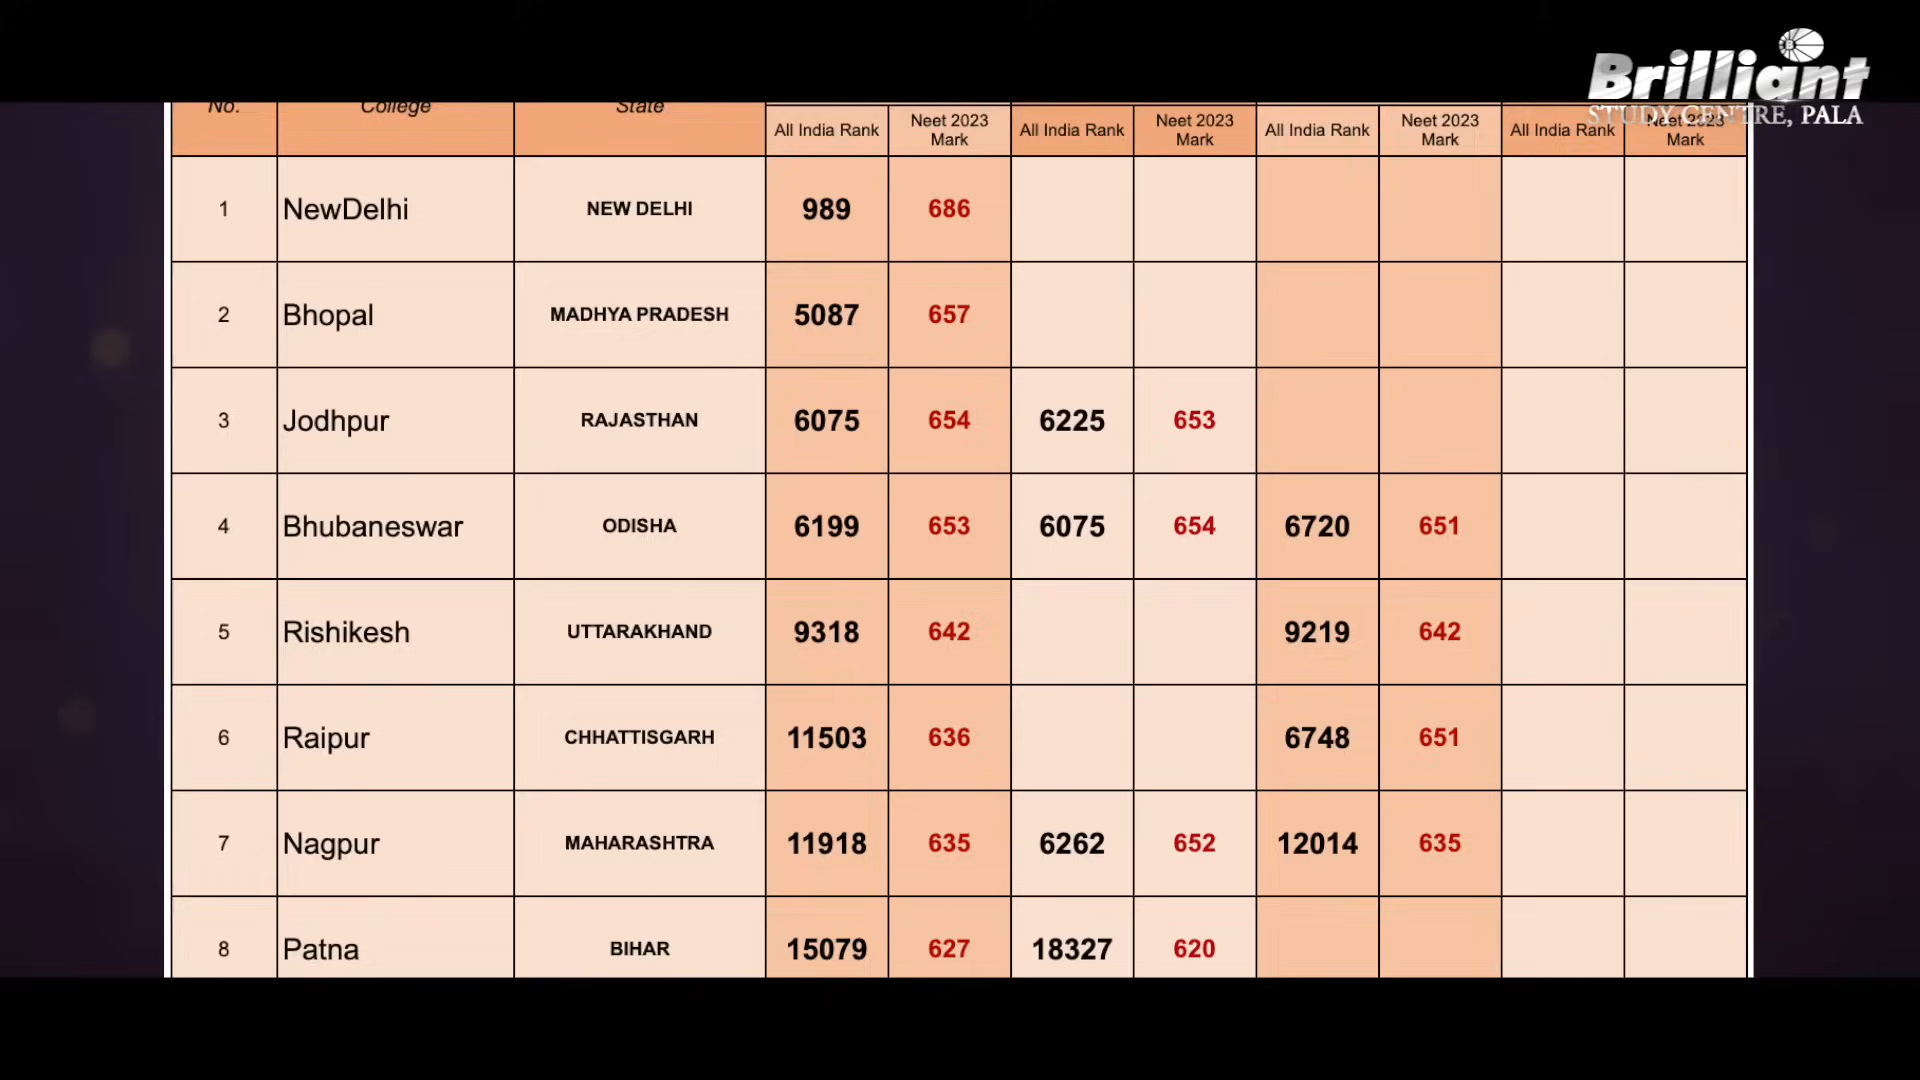 Brilliant
STUDY CENTRE, PALA
No. College State
All India Rank Neet 2023 Mark All India Rank Neet 2023 Mark All India Rank Neet 2023 Mark All India Rank Neet 2023 Mark
1 NewDelhi NEW DELHI 989 686
2 Bhopal MADHYA PRADESH 5087 657
3 Jodhpur RAJASTHAN 6075 654 6225 653
4 Bhubaneswar ODISHA 6199 653 6075 654 6720 651
5 Rishikesh UTTARAKHAND 9318 642 9219 642
6 Raipur CHHATTISGARH 11503 636 6748 651
7 Nagpur MAHARASHTRA 11918 635 6262 652 12014 635
8 Patna BIHAR 15079 627 18327 620